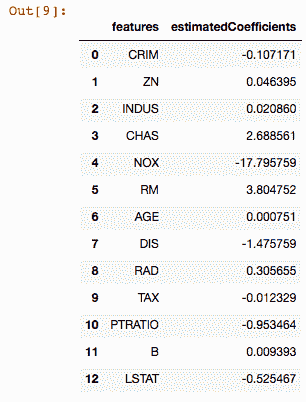 Out[9]:
features estimatedCoefficients
0 CRIM -0.107171
1 ZN 0.046395
2 INDUS 0.020860
3 CHAS 2.688561
4 NOX -17.795759
5 RM 3.804752
6 AGE 0.000751
7 DIS -1.475759
8 RAD 0.305655
9 TAX -0.012329
10 PTRATIO -0.953464
11 B 0.009393
12 LSTAT -0.525467